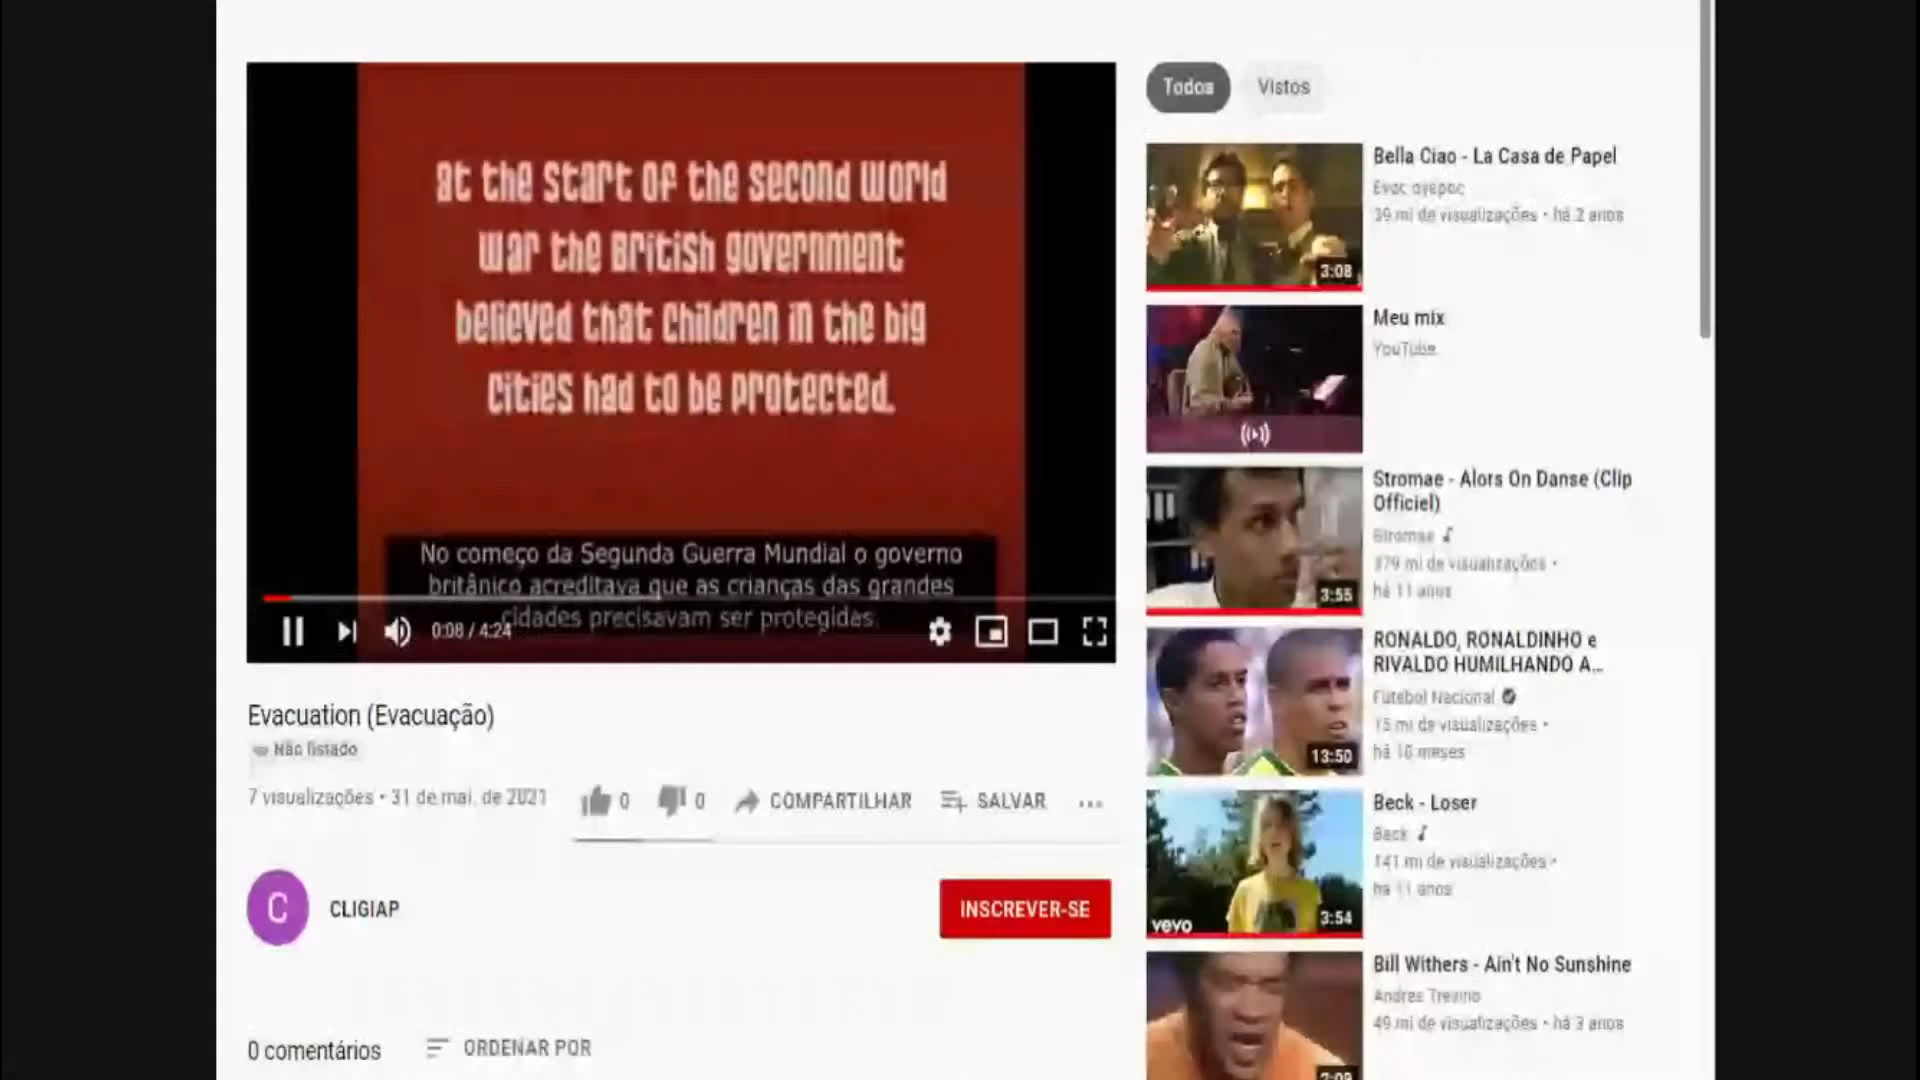 at the start of the second world
war the British government
believed that children in the big
cities had to be protected.
No começo da Segunda Guerra Mundial o governo
britânico acreditava que as crianças das grandes
cidades precisavam ser protegidas.
0:08 / 4:24
Evacuation (Evacuação)
Não listado
7 visualizações • 31 de mai. de 2021
0
0
COMPARTILHAR
SALVAR
C
CLIGIAP
INSCREVER-SE
0 comentários
ORDENAR POR
Todos
Vistos
3:08
Bella Ciao - La Casa de Papel
39 mi de visualizações • há 2 anos
Meu mix
YouTube
3:55
Stromae - Alors On Danse (Clip
Officiel)
Stromae
379 mi de visualizações •
há 11 anos
13:50
RONALDO, RONALDINHO e
RIVALDO HUMILHANDO A...
Futebol Nacional
15 mi de visualizações •
há 10 meses
vevo
3:54
Beck - Loser
Beck
141 mi de visualizações •
há 11 anos
Bill Withers - Ain't No Sunshine
Andres Trevino
49 mi de visualizações • há 3 anos